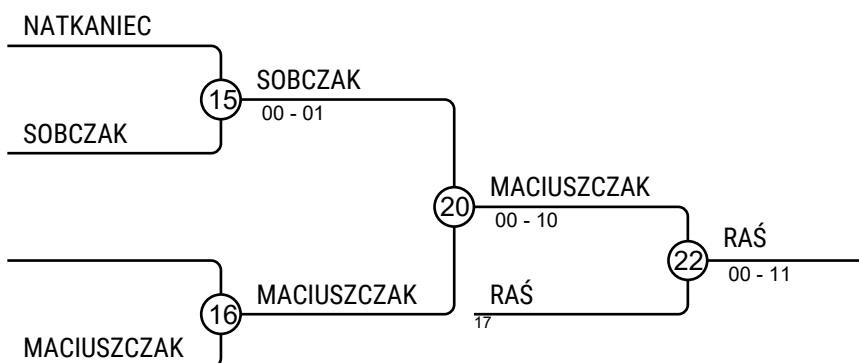 NATKANIEC
15
SOBCZAK
00 - 01
SOBCZAK
20
MACIUSZCZAK
00 - 10
22
RAŚ
00 - 11
16
MACIUSZCZAK
RAŚ
17
MACIUSZCZAK